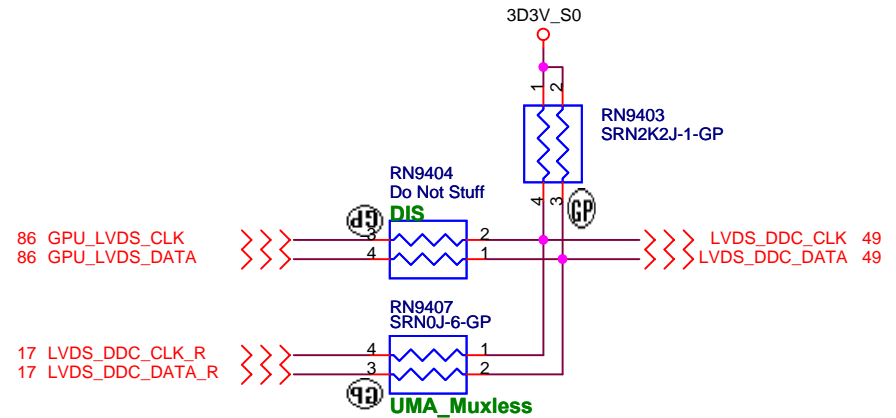 3D3V_S0
1
2
RN9403
SRN2K2J-1-GP
4
3
GP
RN9404
Do Not Stuff
DIS
GP
86 GPU_LVDS_CLK
3
2
LVDS_DDC_CLK 49
86 GPU_LVDS_DATA
4
1
LVDS_DDC_DATA 49
RN9407
SRN0J-6-GP
17 LVDS_DDC_CLK_R
4
1
17 LVDS_DDC_DATA_R
3
2
GP
UMA_Muxless